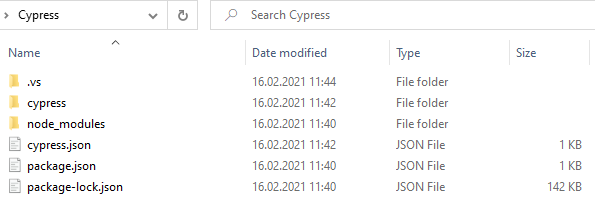 Cypress Search Cypress
Name Date modified Type Size
.vs 16.02.2021 11:44 File folder
cypress 16.02.2021 11:42 File folder
node_modules 16.02.2021 11:40 File folder
cypress.json 16.02.2021 11:42 JSON File 1 KB
package.json 16.02.2021 11:40 JSON File 1 KB
package-lock.json 16.02.2021 11:40 JSON File 142 KB